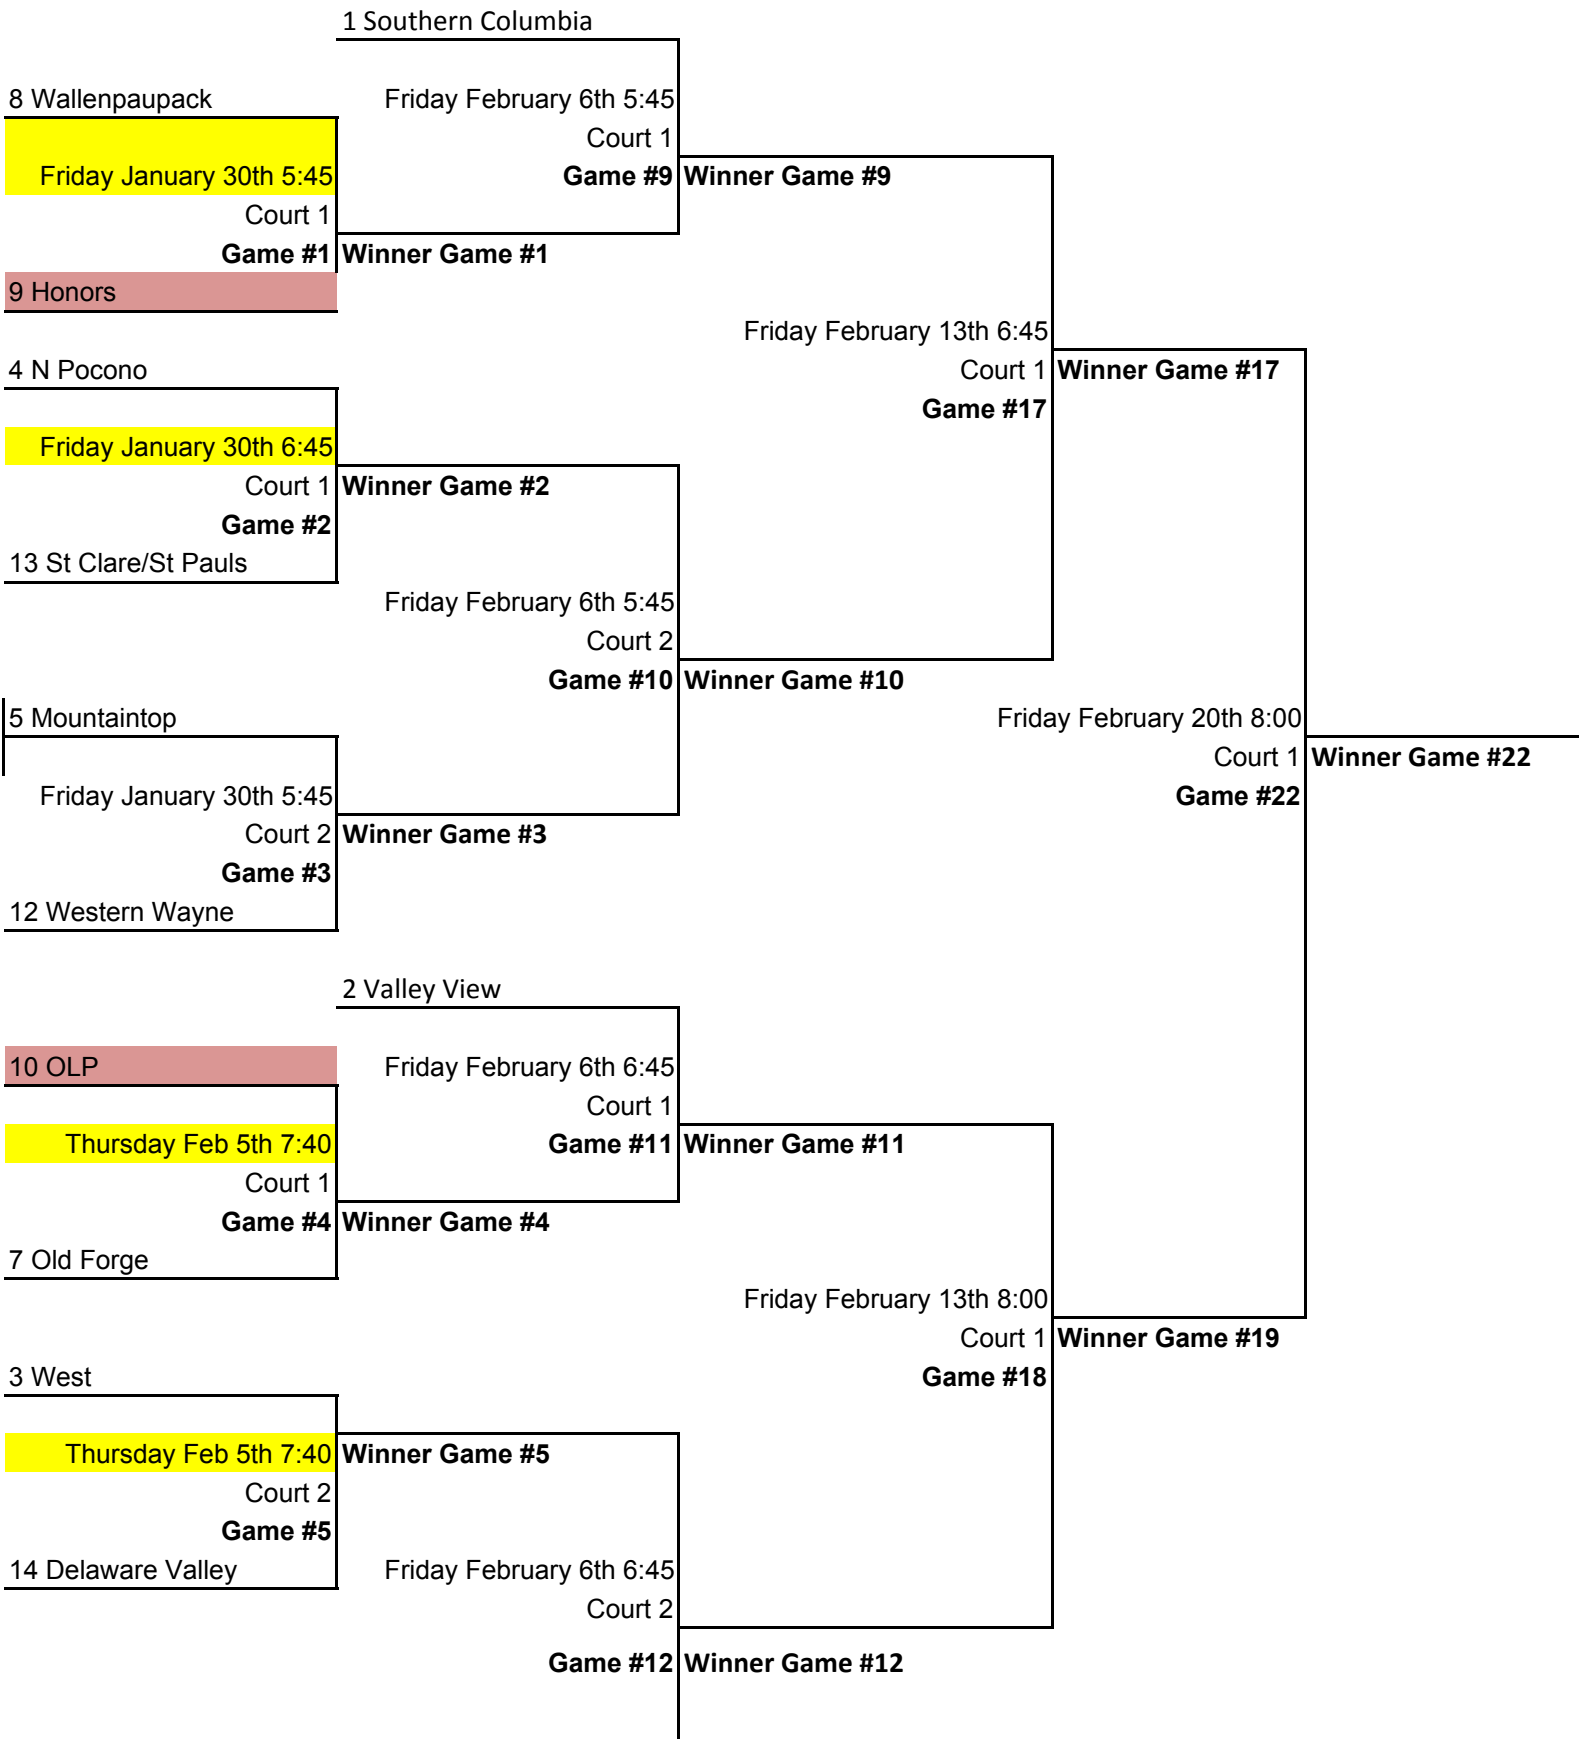 1 Southern Columbia
8 Wallenpaupack
Friday February 6th 5:45
Court 1
Friday January 30th 5:45
Game #9
Winner Game #9
Court 1
Game #1
Winner Game #1
9 Honors
Friday February 13th 6:45
4 N Pocono
Court 1
Winner Game #17
Game #17
Friday January 30th 6:45
Court 1
Winner Game #2
Game #2
13 St Clare/St Pauls
Friday February 6th 5:45
Court 2
Game #10
Winner Game #10
5 Mountaintop
Friday February 20th 8:00
Court 1
Winner Game #22
Friday January 30th 5:45
Game #22
Court 2
Winner Game #3
Game #3
12 Western Wayne
2 Valley View
10 OLP
Friday February 6th 6:45
Court 1
Thursday Feb 5th 7:40
Game #11
Winner Game #11
Court 1
Game #4
Winner Game #4
7 Old Forge
Friday February 13th 8:00
Court 1
Winner Game #19
3 West
Game #18
Thursday Feb 5th 7:40
Winner Game #5
Court 2
Game #5
14 Delaware Valley
Friday February 6th 6:45
Court 2
Game #12
Winner Game #12